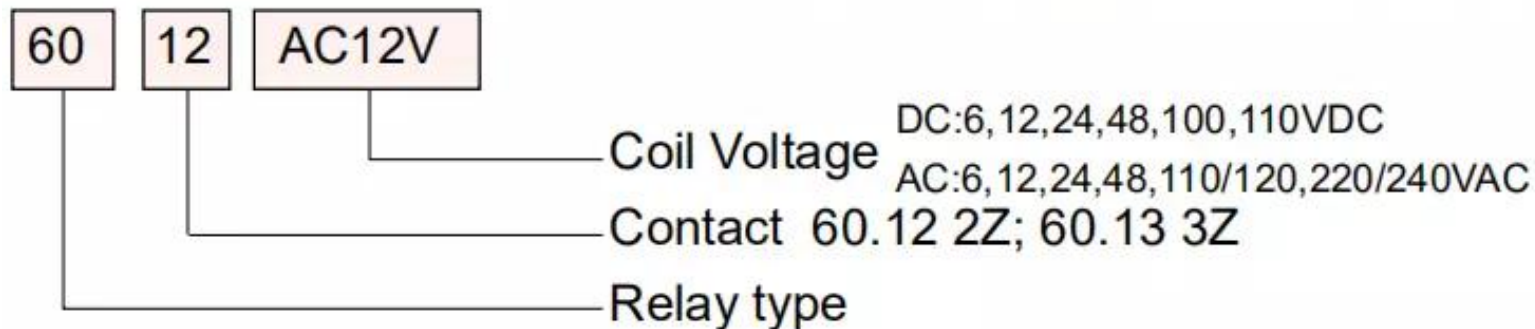 60 12 AC12V
Coil Voltage DC:6,12,24,48,100,110VDC
AC:6,12,24,48,110/120,220/240VAC
Contact 60.12 2Z; 60.13 3Z
Relay type